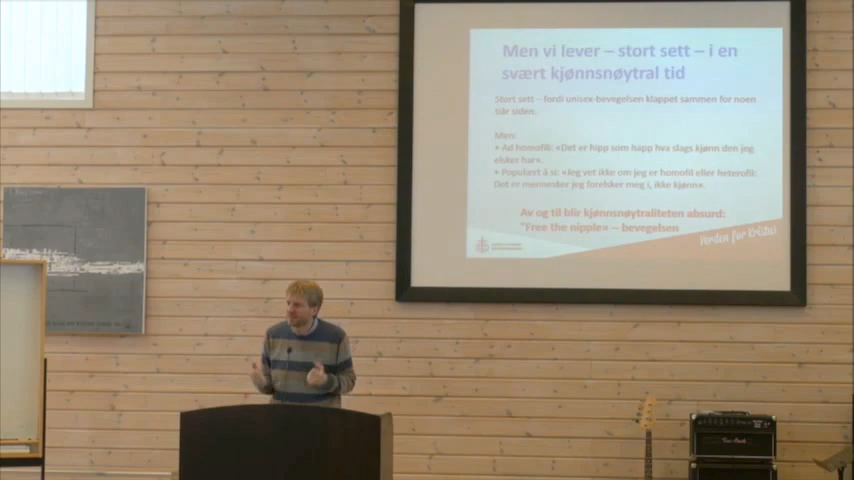 Men vi lever – stort sett – i en
svært kjønnsnøytral tid
Stort sett – fordi unisex-bevegelsen klappet sammen for noen
tiår siden.
Men:
• Ad homofili: «Det er hipp som happ hva slags kjønn den jeg
elsker har».
• Populært å si: «Jeg vet ikke om jeg er homofil eller heterofil.
Det er mennesker jeg forelsker meg i, ikke kjønn».
Av og til blir kjønnsnøytraliteten absurd:
"Free the nipple» – bevegelsen
Verden for Kristus